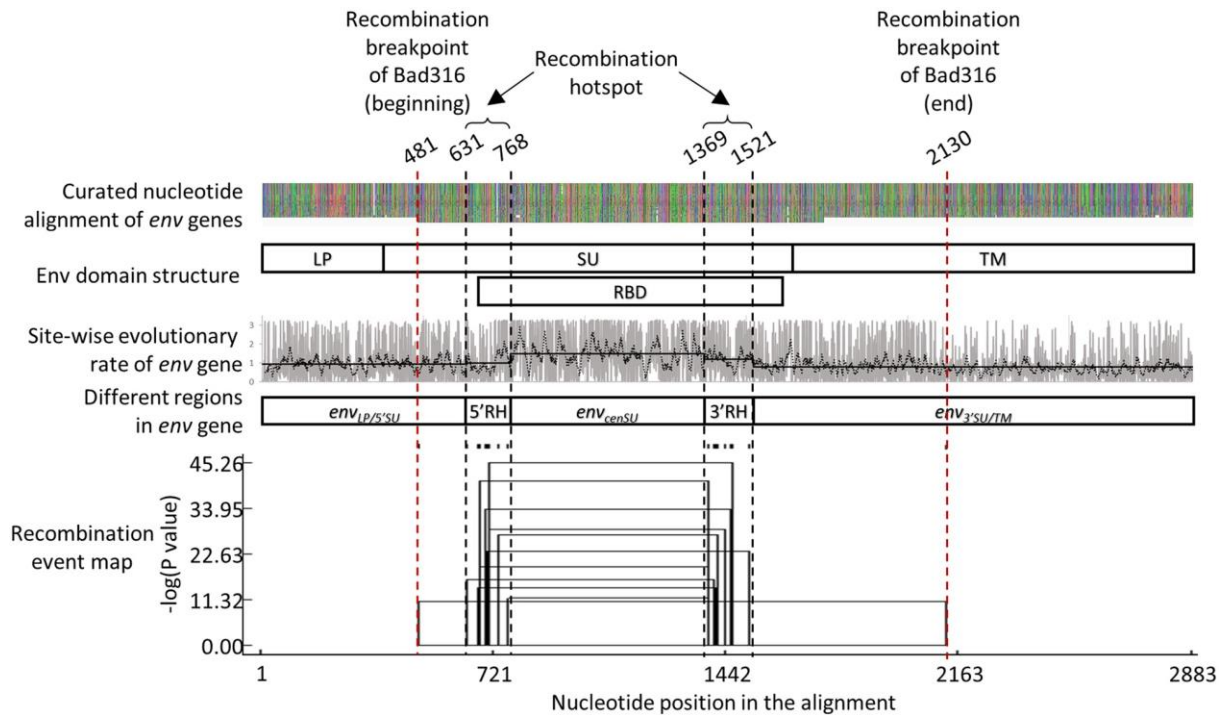 Recombination
breakpoint
of Bad316
(beginning)
Recombination
hotspot
Recombination
breakpoint
of Bad316
(end)
481
631
768
1369
1521
2130
Curated nucleotide
alignment of env genes
Env domain structure
LP
SU
TM
RBD
Site-wise evolutionary
rate of env gene
3
2
1
0
Different regions
in env gene
envLP/5'SU
5'RH
envcenSU
3'RH
env3'SU/TM
Recombination
event map
-log(P value)
45.26
33.95
22.63
11.32
0.00
1
721
1442
2163
2883
Nucleotide position in the alignment